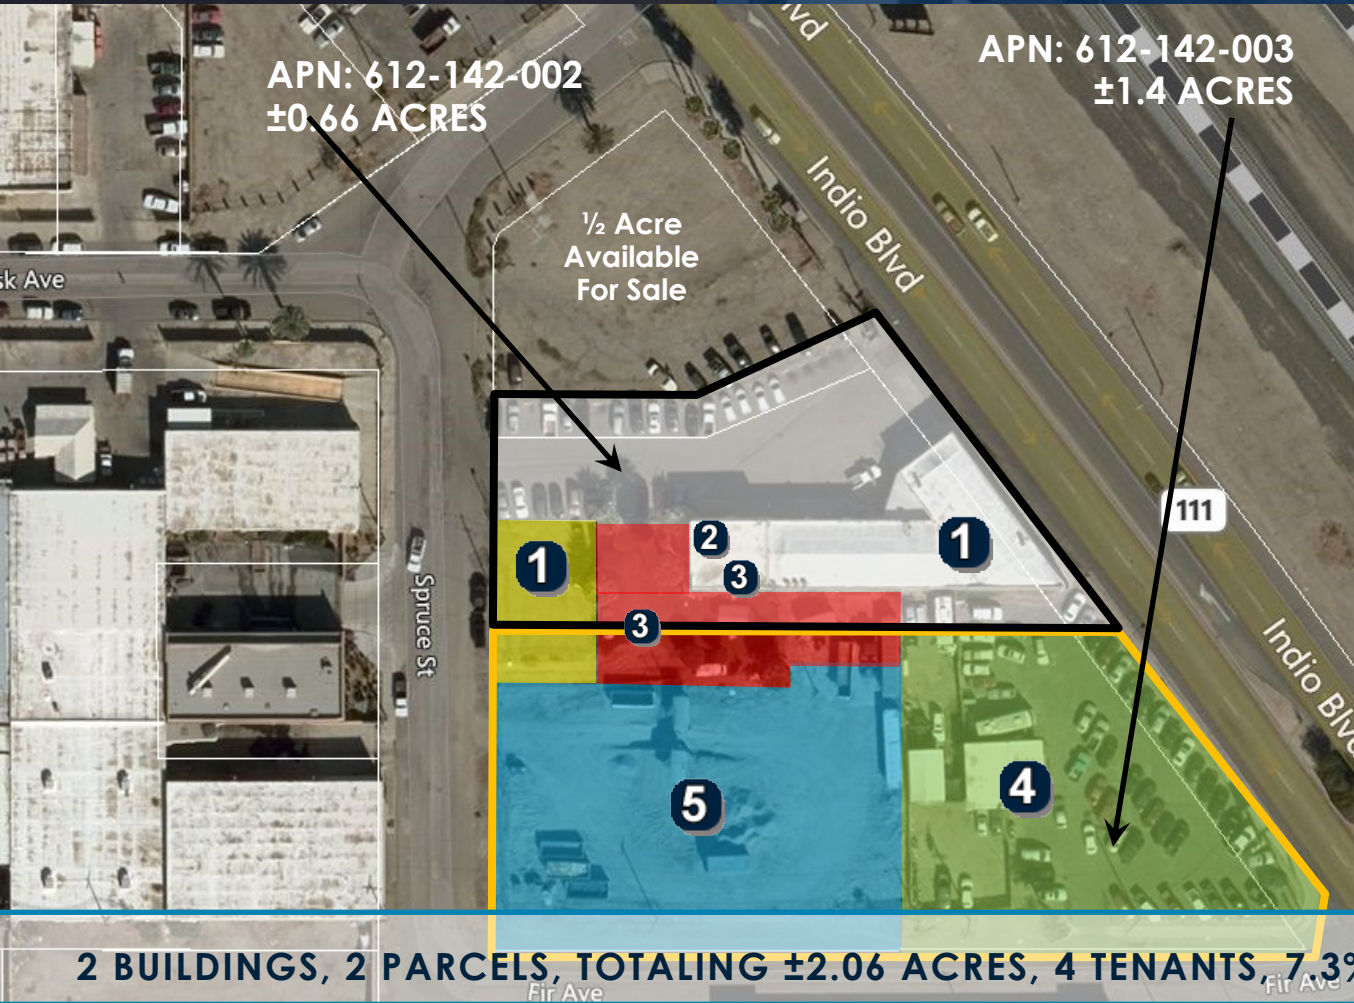 vd
APN: 612-142-002
±0.66 ACRES
APN: 612-142-003
±1.4 ACRES
Indio Blvd
½ Acre
Available
For Sale
sk Ave
111
1
2
1
3
3
Spruce St
Indio Blv
4
5
2 BUILDINGS, 2 PARCELS, TOTALING ±2.06 ACRES, 4 TENANTS, 7.3%
Fir Ave
Fir Ave